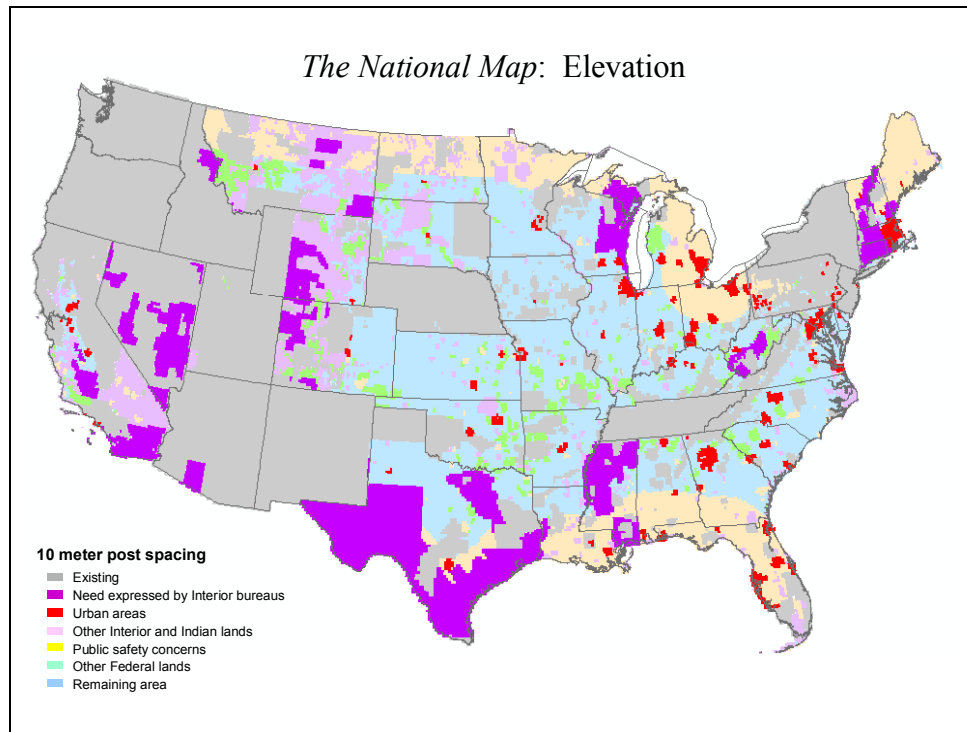 The National Map: Elevation
10 meter post spacing
Existing
Need expressed by Interior bureaus
Urban areas
Other Interior and Indian lands
Public safety concerns
Other Federal lands
Remaining area